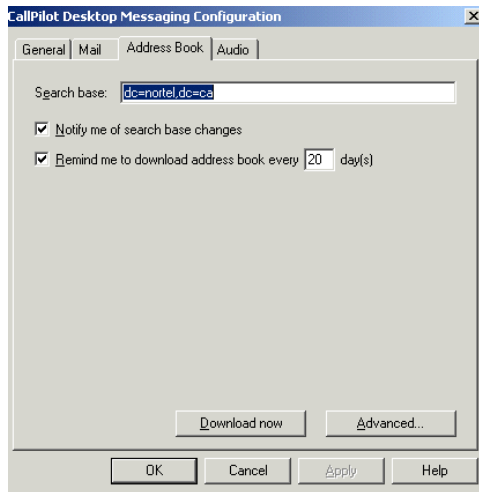 CallPilot Desktop Messaging Configuration
General Mail Address Book Audio
Search base: dc=nortel,dc=ca
Notify me of search base changes
Remind me to download address book every 20 day(s)
Download now Advanced...
OK Cancel Apply Help